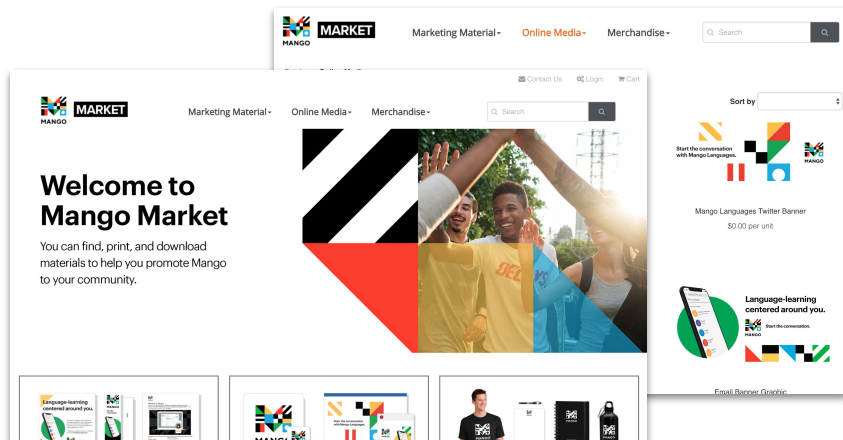 MANGO
MARKET
Marketing Material
Online Media
Merchandise
Search
Contact Us
Login
Cart
MANGO
MARKET
Marketing Material
Online Media
Merchandise
Search
Welcome to
Mango Market
You can find, print, and download
materials to help you promote Mango
to your community.
Sort by
Start the conversation
with Mango Languages.
MANGO
Mango Languages Twitter Banner
$0.00 per unit
Language-learning
centered around you.
MANGO
Start the conversation.
Email Banner Graphic
Language-learning
centered around you.
MANGO
Start the conversation
with Mango Languages.
MANGO